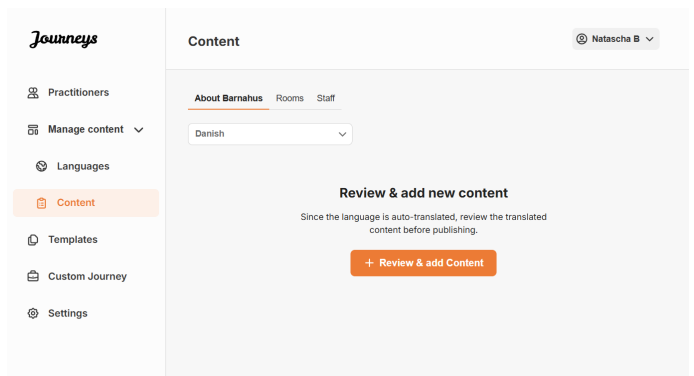 Journeys
Content
Natascha B
Practitioners
Manage content
Languages
Content
Templates
Custom Journey
Settings
About Barnahus Rooms Staff
Danish
Review & add new content
Since the language is auto-translated, review the translated
content before publishing.
+ Review & add Content